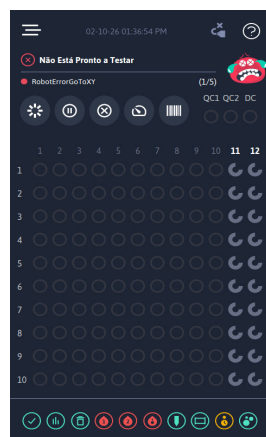 02-10-26 01:36:54 PM
Não Está Pronto a Testar
RobotErrorGoToXY (1/5)
QC1 QC2 DC
1 2 3 4 5 6 7 8 9 10 11 12
1
2
3
4
5
6
7
8
9
10